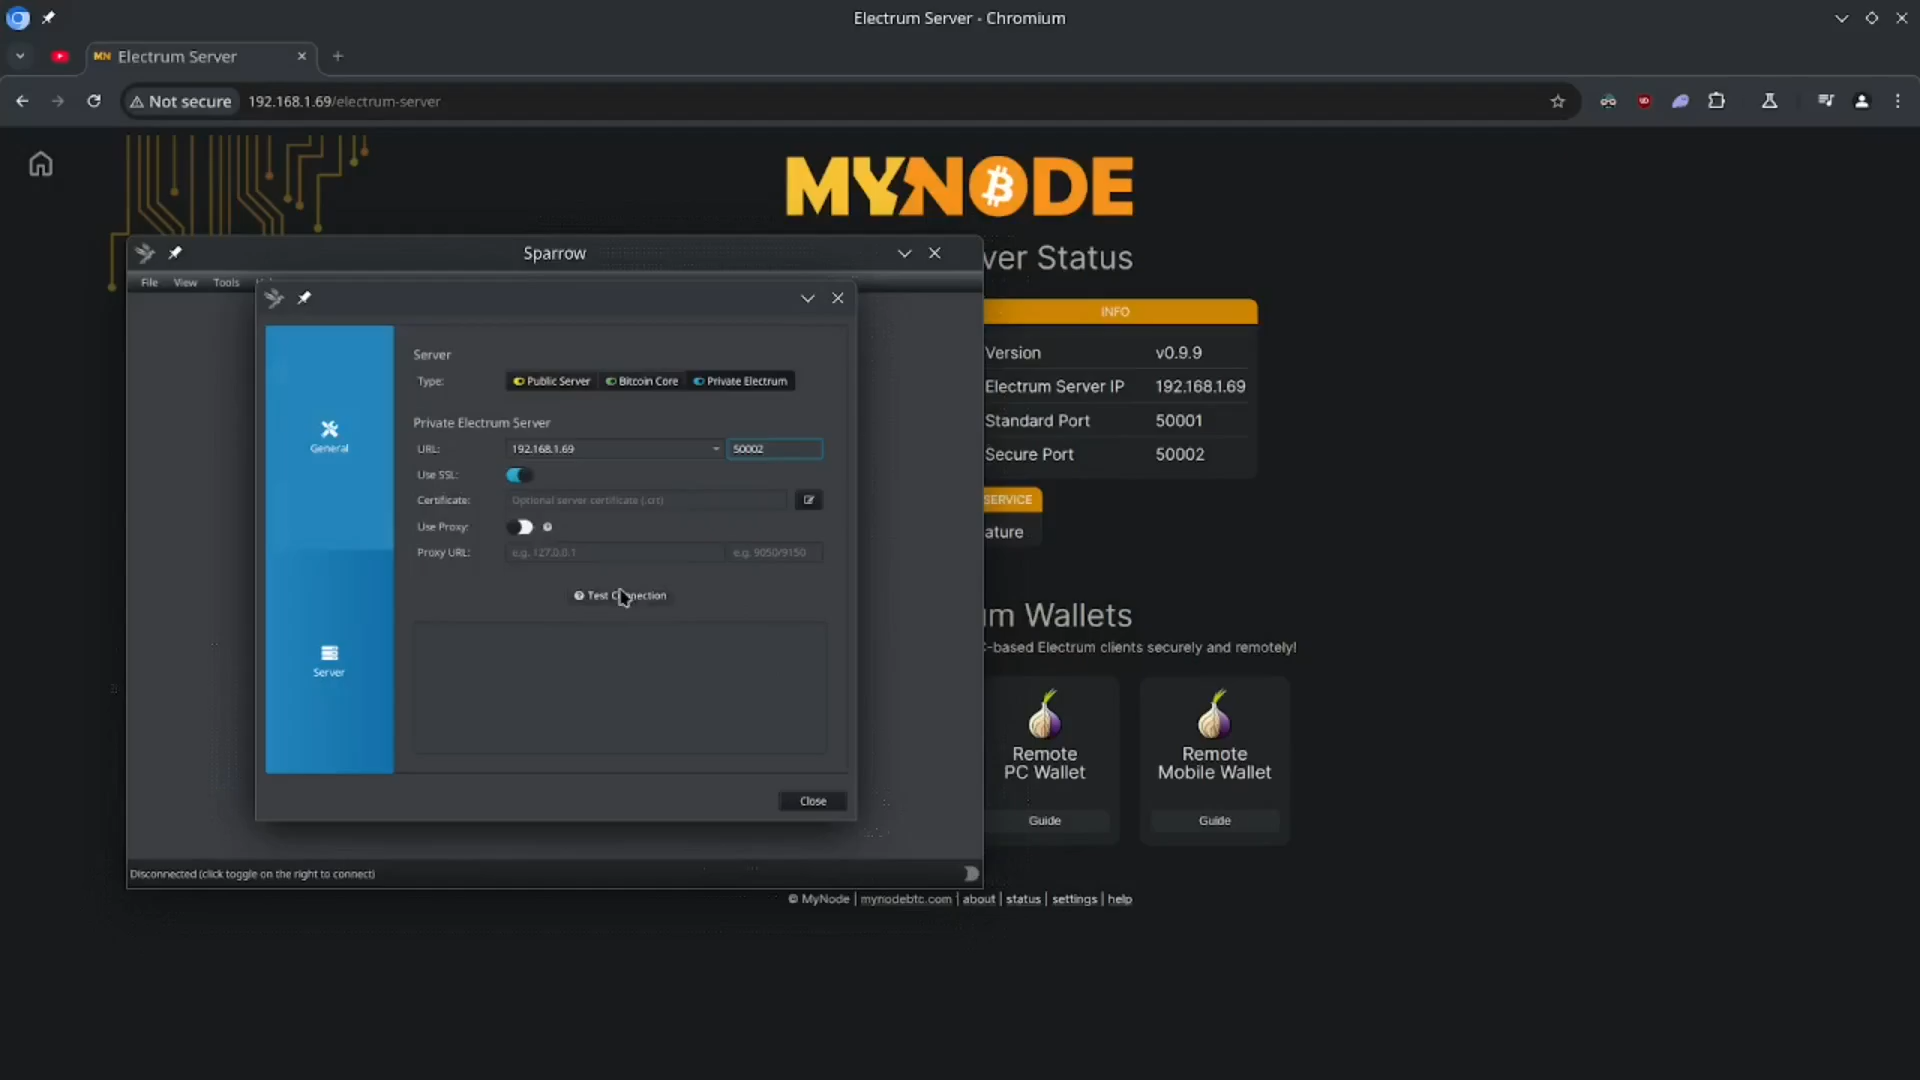 Electrum Server - Chromium
MN Electrum Server
Not secure 192.168.1.69/electrum-server
MYNODE
ver Status
Sparrow
File View Tools
INFO
Version v0.9.9
Electrum Server IP 192.168.1.69
Standard Port 50001
Secure Port 50002
SERVICE
ature
Server
Type: Public Server Bitcoin Core Private Electrum
Private Electrum Server
URL: 192.168.1.69 50002
Use SSL:
Certificate: Optional server certificate (.crt)
Use Proxy:
Proxy URL: e.g. 127.0.0.1 e.g. 9050/9150
Test Connection
General
Server
Close
Disconnected (click toggle on the right to connect)
m Wallets
-based Electrum clients securely and remotely!
Remote
PC Wallet
Guide
Remote
Mobile Wallet
Guide
© MyNode | mynodebtc.com | about | status | settings | help